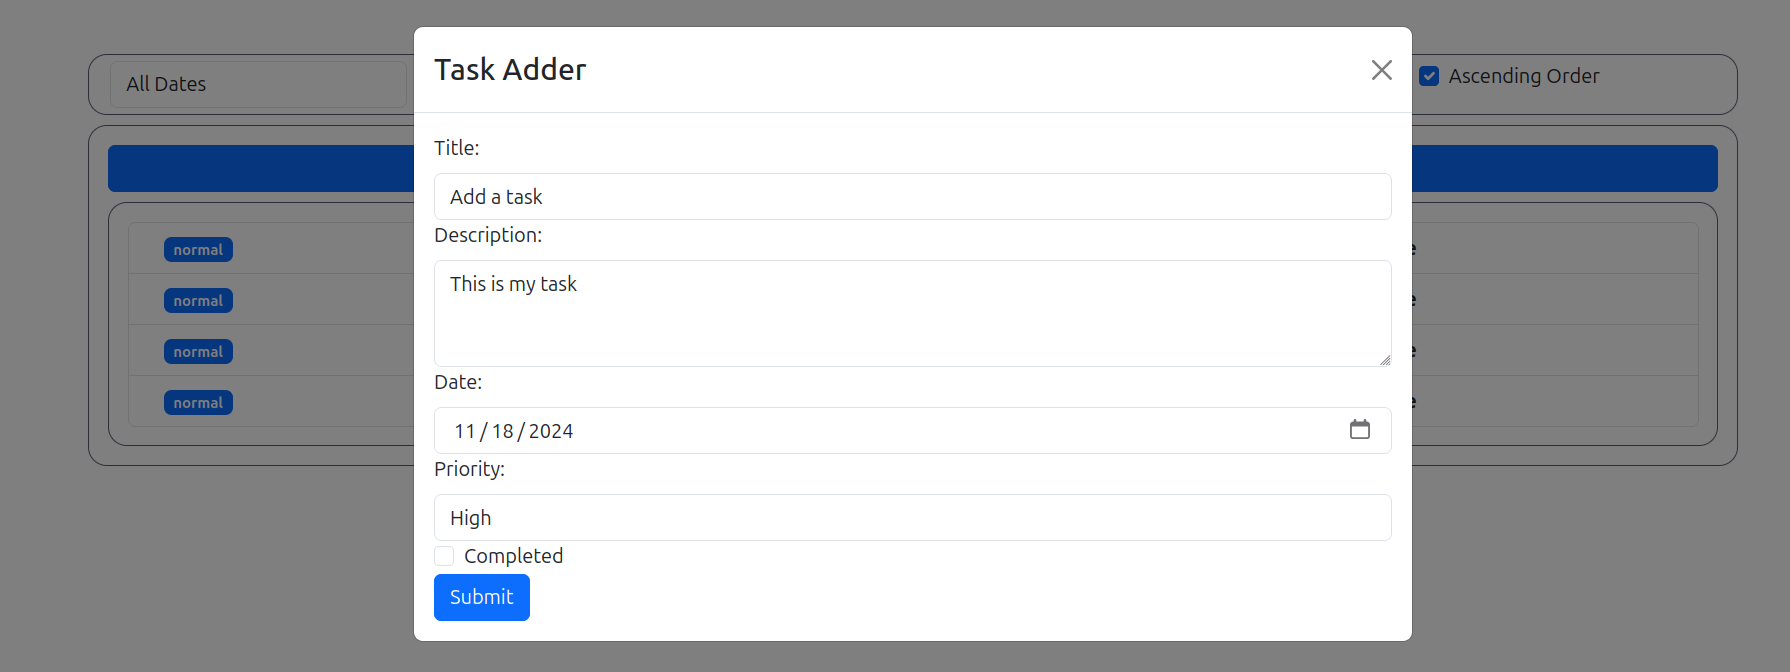 Task Adder
All Dates
Ascending Order
Title:
Add a task
Description:
normal
This is my task
normal
normal
Date:
normal
11/18/2024
Priority:
High
Completed
Submit